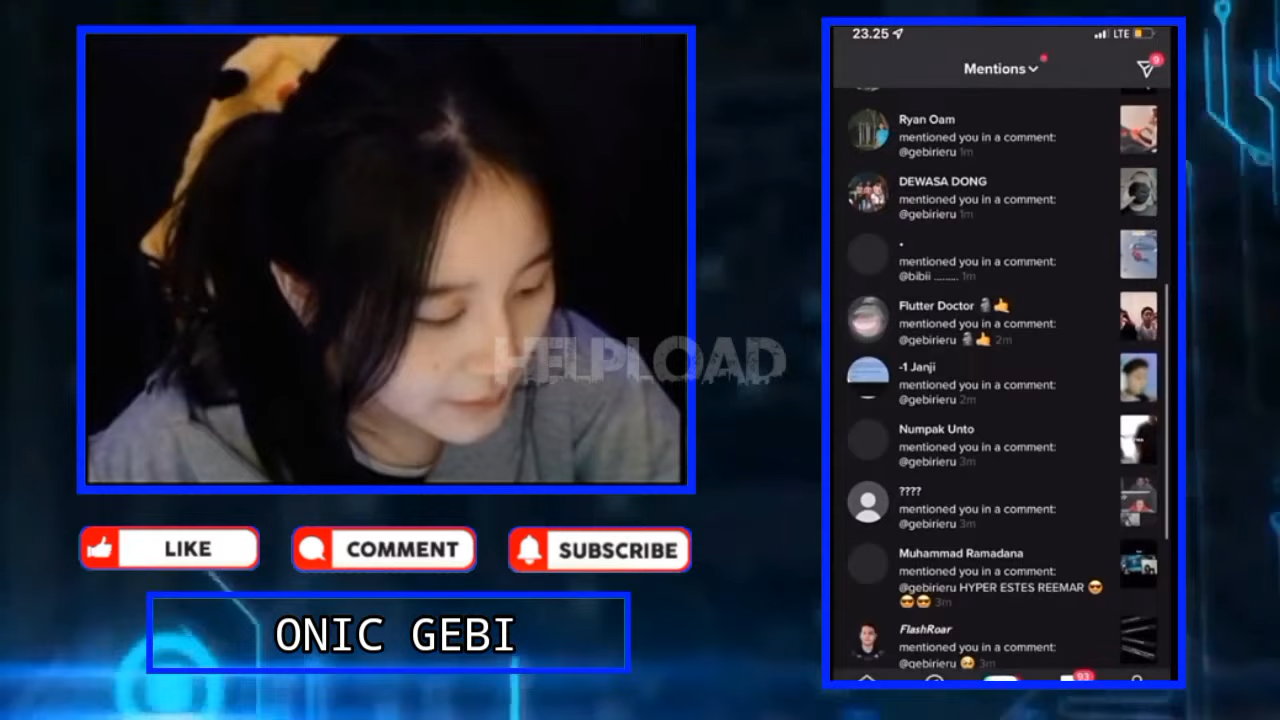 HELPLOAD
LIKE
COMMENT
SUBSCRIBE
ONIC GEBI
23.25
LTE
Mentions
9
Ryan Oam
mentioned you in a comment:
@gebirieru 1m
DEWASA DONG
mentioned you in a comment:
@gebirieru 1m
.
mentioned you in a comment:
@bibii ......... 1m
Flutter Doctor 🗿🤙
mentioned you in a comment:
@gebirieru 🗿🤙 2m
-1 Janji
mentioned you in a comment:
@gebirieru 2m
Numpak Unto
mentioned you in a comment:
@gebirieru 3m
????
mentioned you in a comment:
@gebirieru 3m
Muhammad Ramadana
mentioned you in a comment:
@gebirieru HYPER ESTES REEMAR 😎
😎😎 3m
FlashRoar
mentioned you in a comment:
@gebirieru 🥺 3m
93